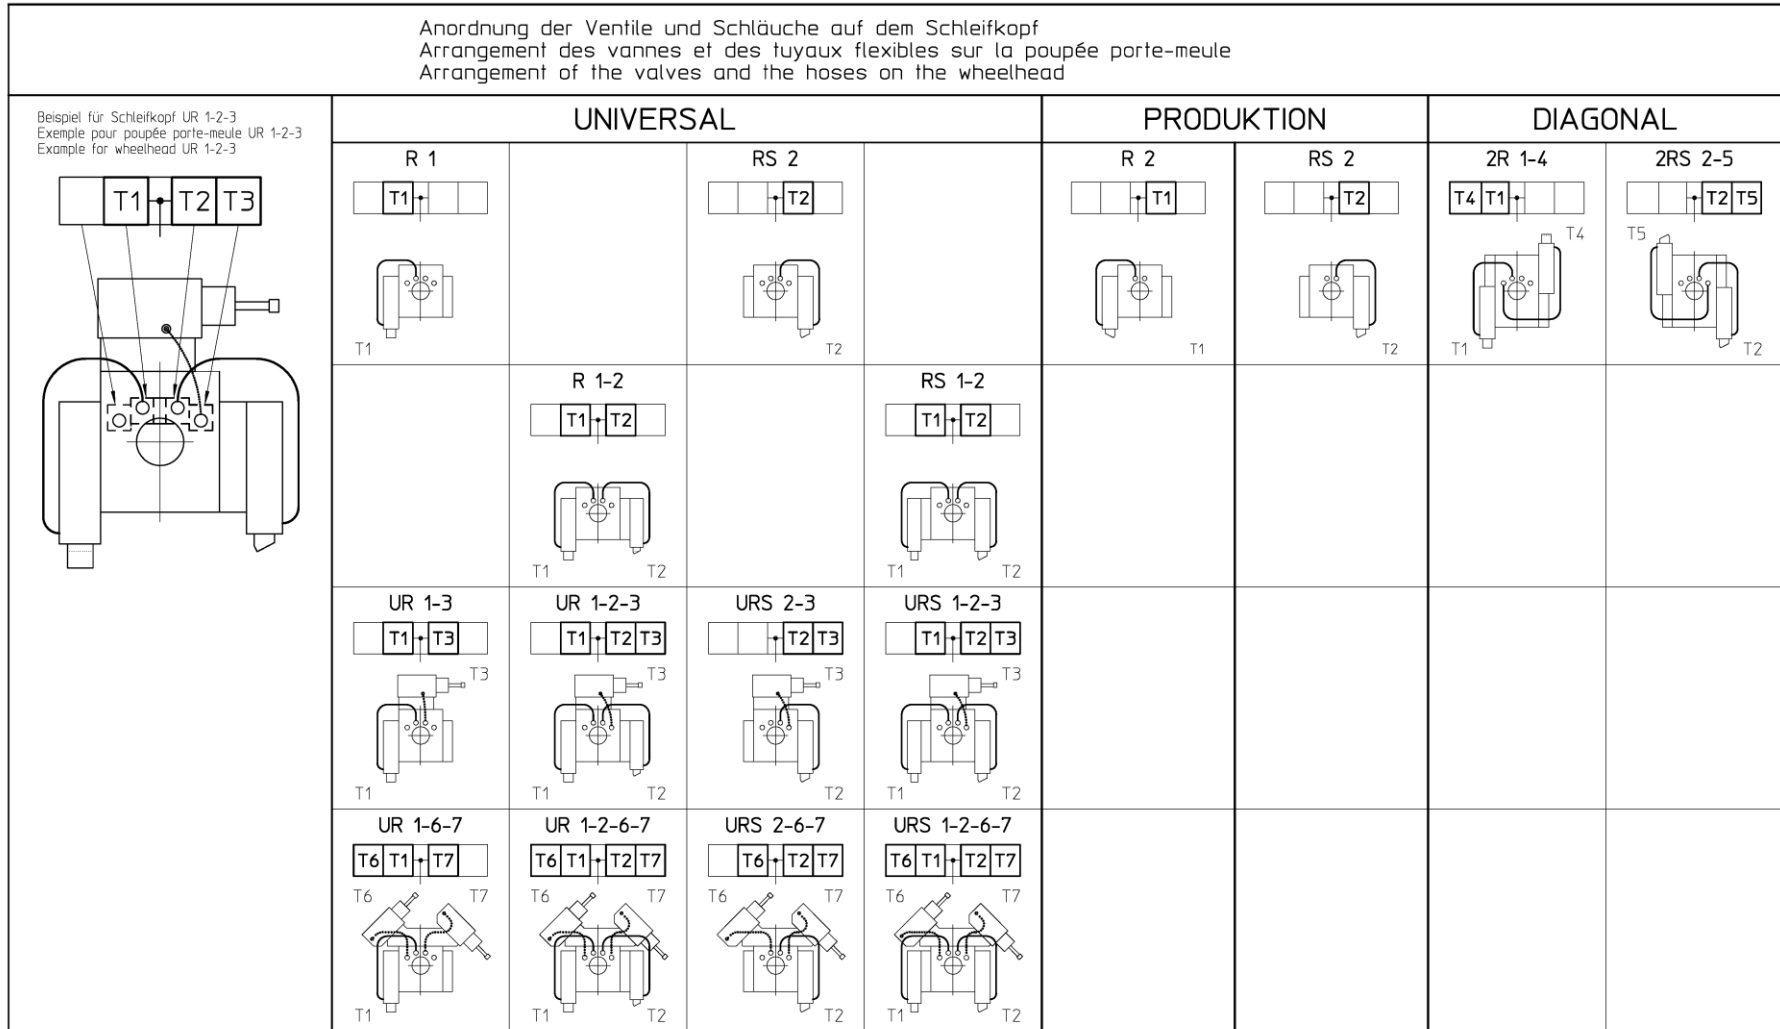 Anordnung der Ventile und Schläuche auf dem Schleifkopf
Arrangement des vannes et des tuyaux flexibles sur la poupée porte-meule
Arrangement of the valves and the hoses on the wheelhead
Beispiel für Schleifkopf UR 1-2-3
Exemple pour poupée porte-meule UR 1-2-3
Example for wheelhead UR 1-2-3
T1 T2 T3
UNIVERSAL PRODUKTION DIAGONAL
R 1 RS 2 R 2 RS 2 2R 1-4 2RS 2-5
T1 T2 T1 T2 T4 T1 T2 T5
T4 T5
T1 T2 T1 T2 T1 T2
R 1-2 RS 1-2
T1 T2 T1 T2
T1 T2 T1 T2
UR 1-3 UR 1-2-3 URS 2-3 URS 1-2-3
T1 T3 T1 T2 T3 T2 T3 T1 T2 T3
T3 T3 T3 T3
T1 T1 T2 T2 T1 T2
UR 1-6-7 UR 1-2-6-7 URS 2-6-7 URS 1-2-6-7
T6 T1 T7 T6 T1 T2 T7 T6 T2 T7 T6 T1 T2 T7
T6 T7 T6 T7 T6 T7 T6 T7
T1 T1 T2 T2 T1 T2